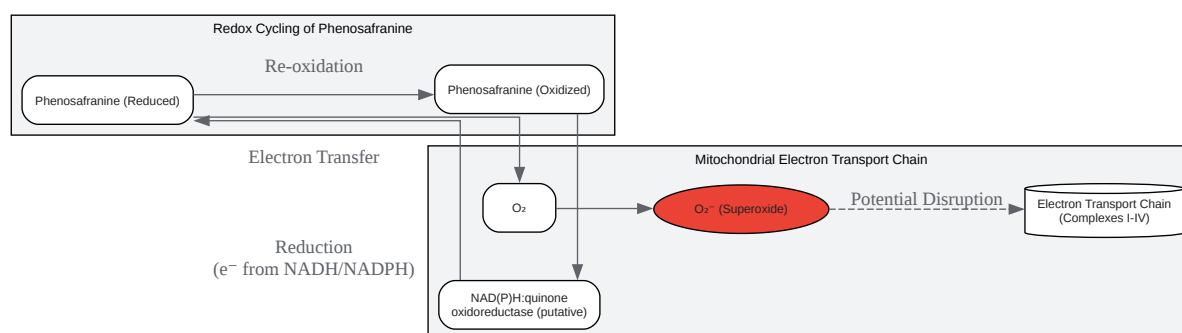 Redox Cycling of Phenosafranine
Re-oxidation
Phenosafranine (Reduced)
Phenosafranine (Oxidized)
Electron Transfer
Mitochondrial Electron Transport Chain
O₂
O₂⁻ (Superoxide)
Potential Disruption
Electron Transport Chain
(Complexes I-IV)
Reduction
(e⁻ from NADH/NADPH)
NAD(P)H:quinone
oxidoreductase (putative)